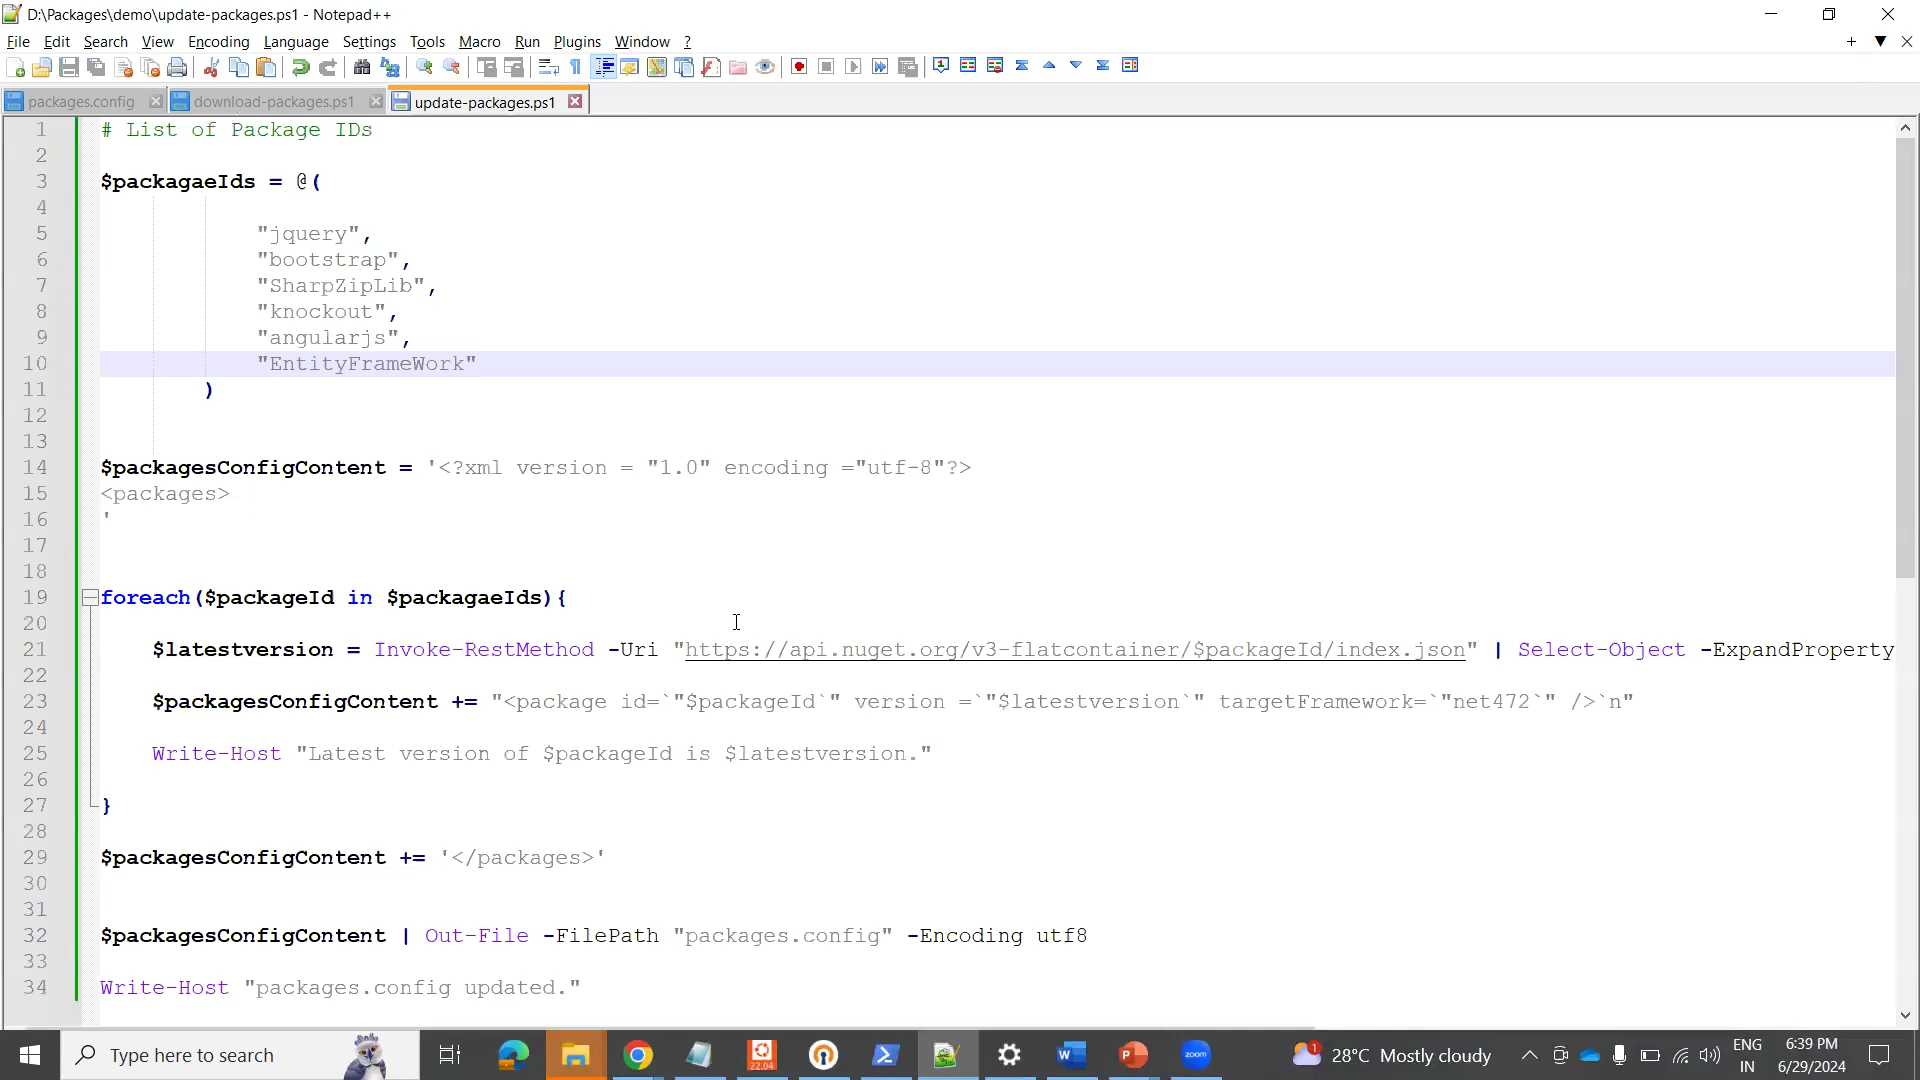 D:\Packages\demo\update-packages.ps1 - Notepad++
File Edit Search View Encoding Language Settings Tools Macro Run Plugins Window ?
packages.config download-packages.ps1 update-packages.ps1
1 # List of Package IDs
2
3 $packagaeIds = @(
4
5 "jquery",
6 "bootstrap",
7 "SharpZipLib",
8 "knockout",
9 "angularjs",
10 "EntityFrameWork"
11 )
12
13
14 $packagesConfigContent = '<?xml version = "1.0" encoding ="utf-8"?>
15 <packages>
16 '
17
18
19 foreach($packageId in $packagaeIds){
20
21 $latestversion = Invoke-RestMethod -Uri "https://api.nuget.org/v3-flatcontainer/$packageId/index.json" | Select-Object -ExpandProperty
22
23 $packagesConfigContent += "<package id=`"$packageId`" version =`"$latestversion`" targetFramework=`"net472`" />`n"
24
25 Write-Host "Latest version of $packageId is $latestversion."
26
27 }
28
29 $packagesConfigContent += '</packages>'
30
31
32 $packagesConfigContent | Out-File -FilePath "packages.config" -Encoding utf8
33
34 Write-Host "packages.config updated."
Type here to search
22.04
zoom
1
28°C Mostly cloudy
ENG
IN
6:39 PM
6/29/2024